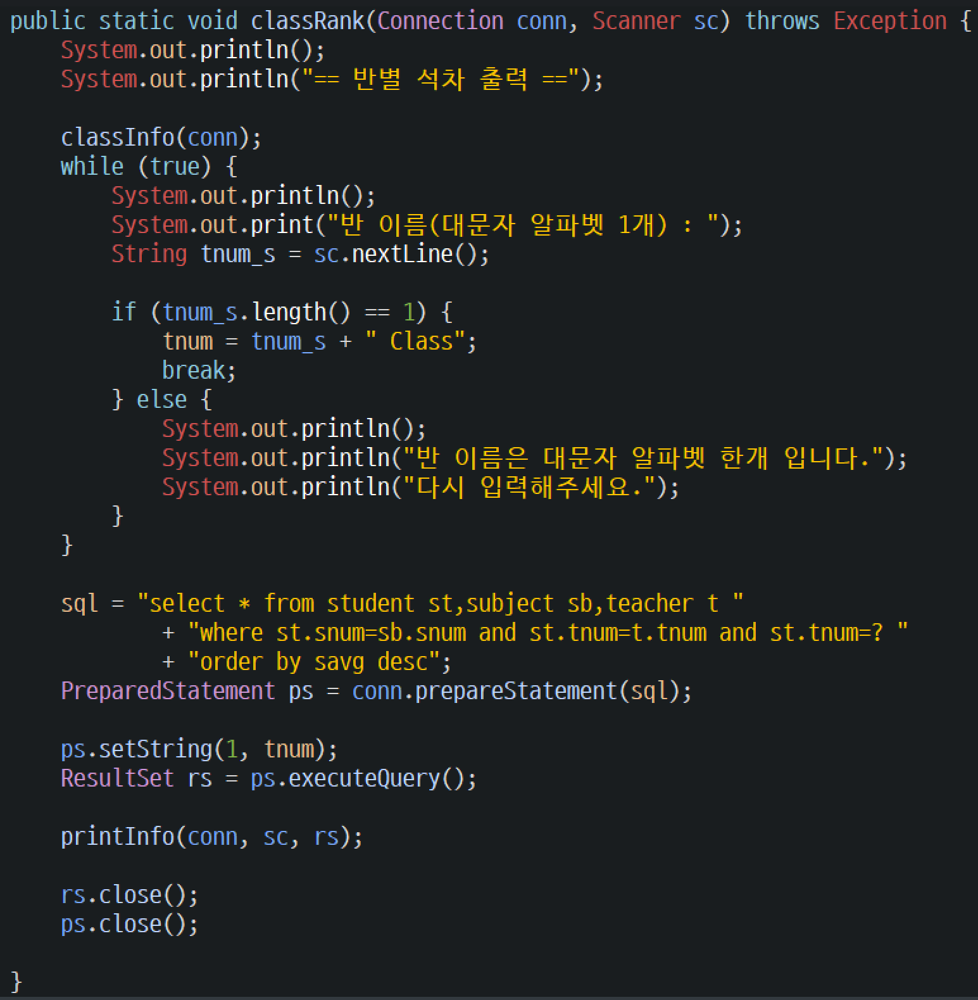 public static void classRank(Connection conn, Scanner sc) throws Exception {
    System.out.println();
    System.out.println("== 반별 석차 출력 ==");

    classInfo(conn);
    while (true) {
        System.out.println();
        System.out.print("반 이름(대문자 알파벳 1개) : ");
        String tnum_s = sc.nextLine();

        if (tnum_s.length() == 1) {
            tnum = tnum_s + " Class";
            break;
        } else {
            System.out.println();
            System.out.println("반 이름은 대문자 알파벳 한개 입니다.");
            System.out.println("다시 입력해주세요.");
        }
    }

    sql = "select * from student st,subject sb,teacher t "
            + "where st.snum=sb.snum and st.tnum=t.tnum and st.tnum=? "
            + "order by savg desc";
    PreparedStatement ps = conn.prepareStatement(sql);

    ps.setString(1, tnum);
    ResultSet rs = ps.executeQuery();

    printInfo(conn, sc, rs);

    rs.close();
    ps.close();

}